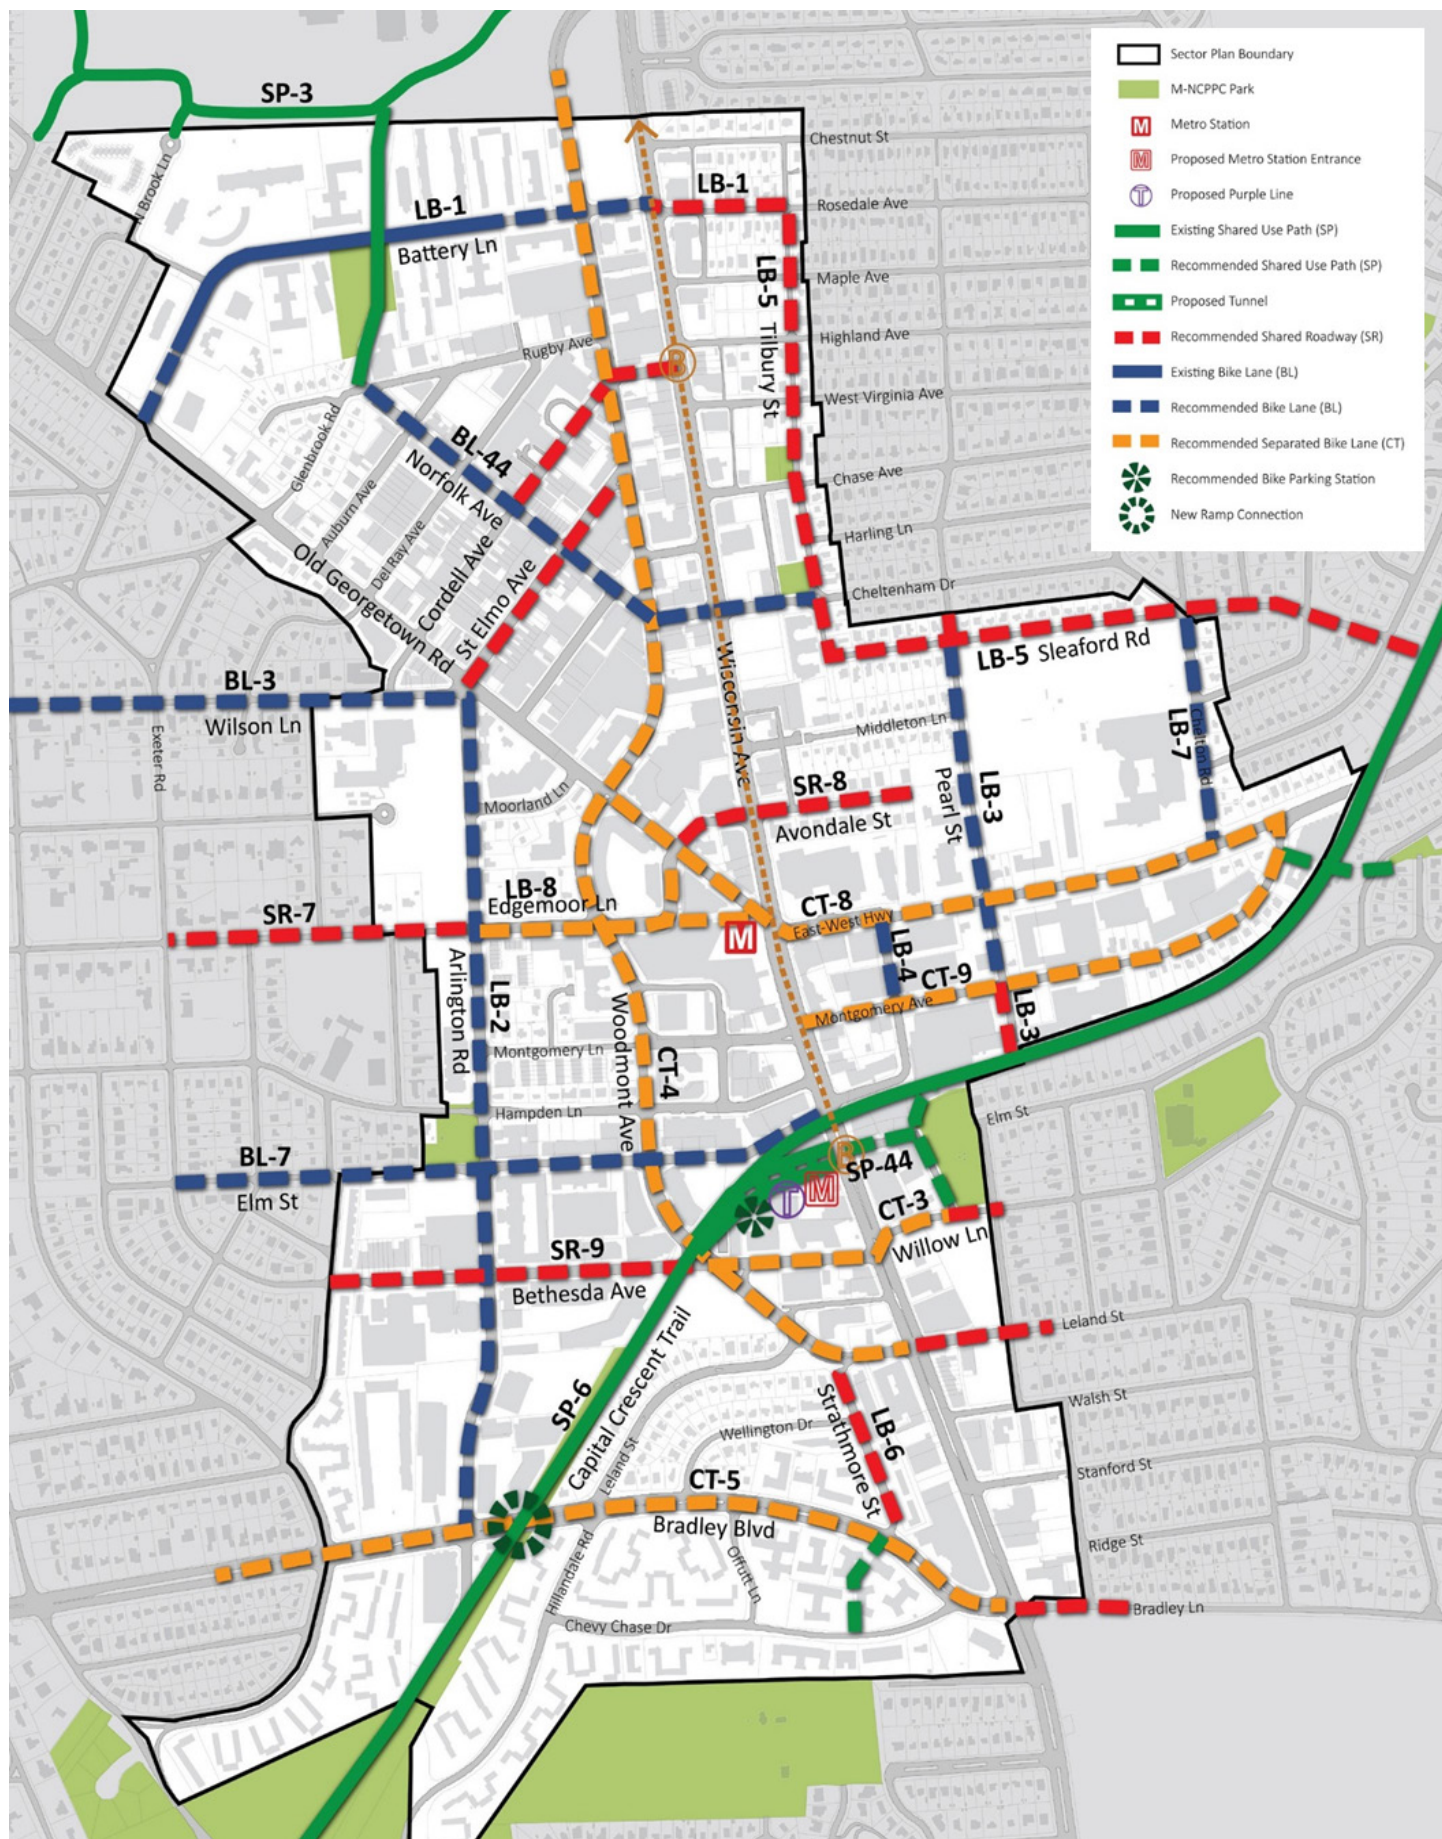 Sector Plan Boundary
M-NCPPC Park
M
Metro Station
M
Proposed Metro Station Entrance
T
Proposed Purple Line
Existing Shared Use Path (SP)
Recommended Shared Use Path (SP)
Proposed Tunnel
Recommended Shared Roadway (SR)
Existing Bike Lane (BL)
Recommended Bike Lane (BL)
Recommended Separated Bike Lane (CT)
Recommended Bike Parking Station
New Ramp Connection
SP-3
Chestnut St
N Brook Ln
LB-1
Rosedale Ave
LB-1
Battery Ln
LB-5
Tilbury St
Maple Ave
Highland Ave
Rugby Ave
B
West Virginia Ave
Glenbrook Rd
BL-44
Norfolk Ave
Chase Ave
Auburn Ave
Del Ray Ave
Harling Ln
Old Georgetown Rd
Cordell Ave
St Elmo Ave
Cheltenham Dr
LB-5 Sleaford Rd
BL-3
Wilson Ln
Exeter Rd
Wisconsin Ave
Middleton Ln
LB-7
Chelton Rd
Moorland Ln
SR-8
Avondale St
Pearl St
LB-3
LB-8
Edgemoor Ln
CT-8
East-West Hwy
SR-7
M
LB-4
CT-9
Montgomery Ave
LB-3
Arlington Rd
LB-2
Woodmont Ave
CT-4
Montgomery Ln
Hampden Ln
Elm St
BL-7
Elm St
B
SP-44
M
T
CT-3
Willow Ln
SR-9
Bethesda Ave
Leland St
SP-6
Capital Crescent Trail
Strathmore St
LB-6
Walsh St
Wellington Dr
Leland St
Stanford St
CT-5
Bradley Blvd
Ridge St
Hillandale Rd
Offutt Ln
Bradley Ln
Chevy Chase Dr